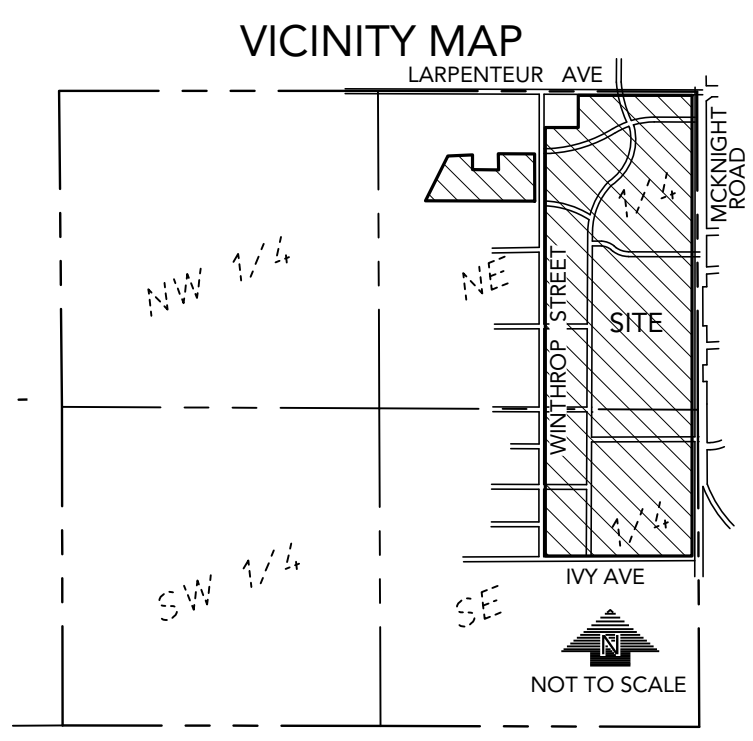 VICINITY MAP
LARPENTEUR AVE
MCKNIGHT
ROAD
1/4
NW 1/4
NE
WINTHROP STREET
SITE
1/4
SW 1/4
SE
IVY AVE
N
NOT TO SCALE